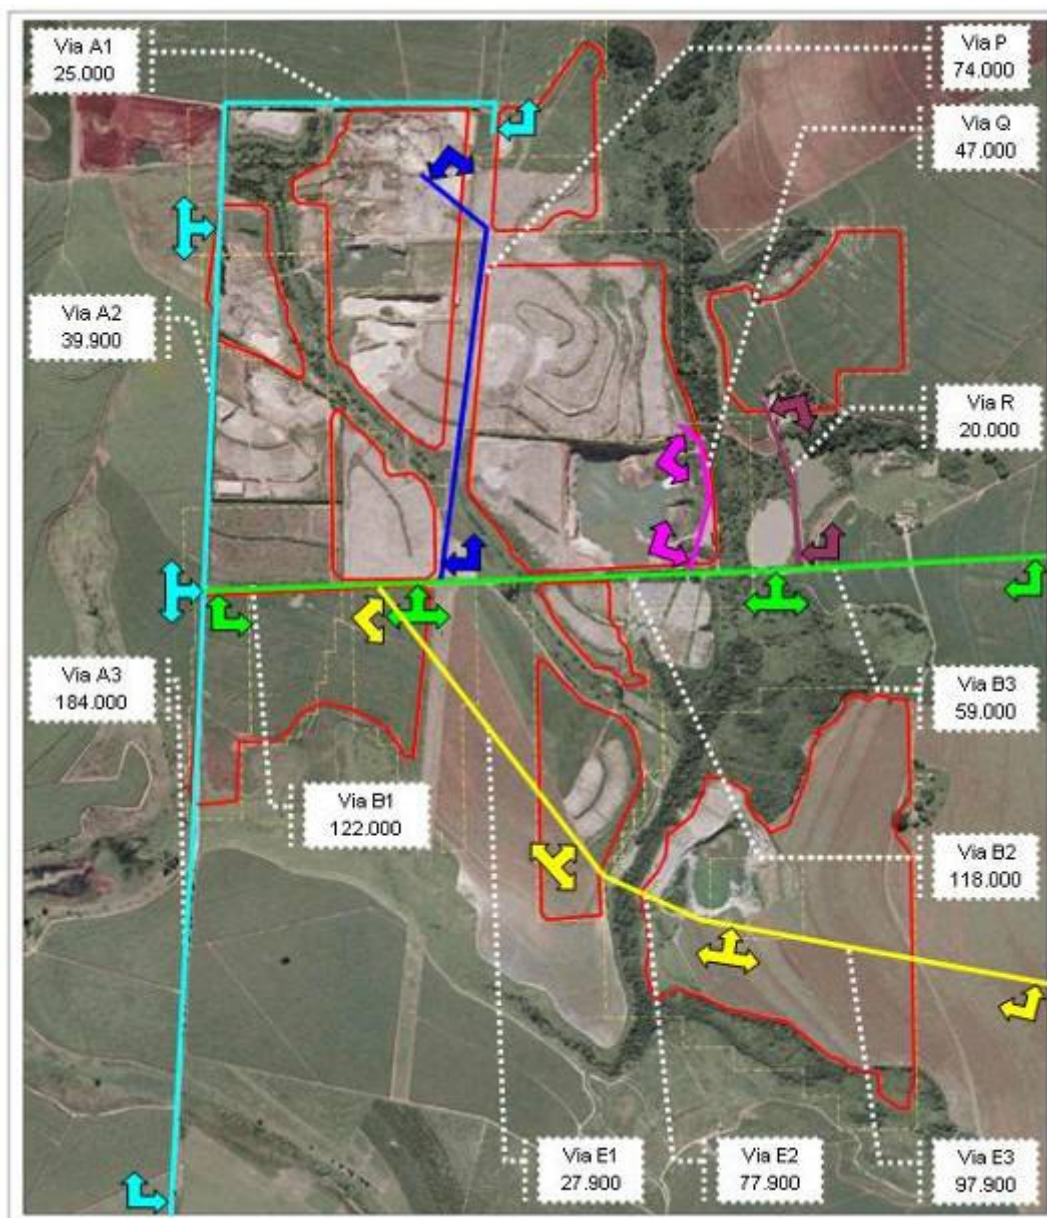 Via A1
25.000
Via P
74.000
Via Q
47.000
Via A2
39.900
Via R
20.000
Via A3
184.000
Via B3
59.000
Via B1
122.000
Via B2
118.000
Via E1
27.900
Via E2
77.900
Via E3
97.900